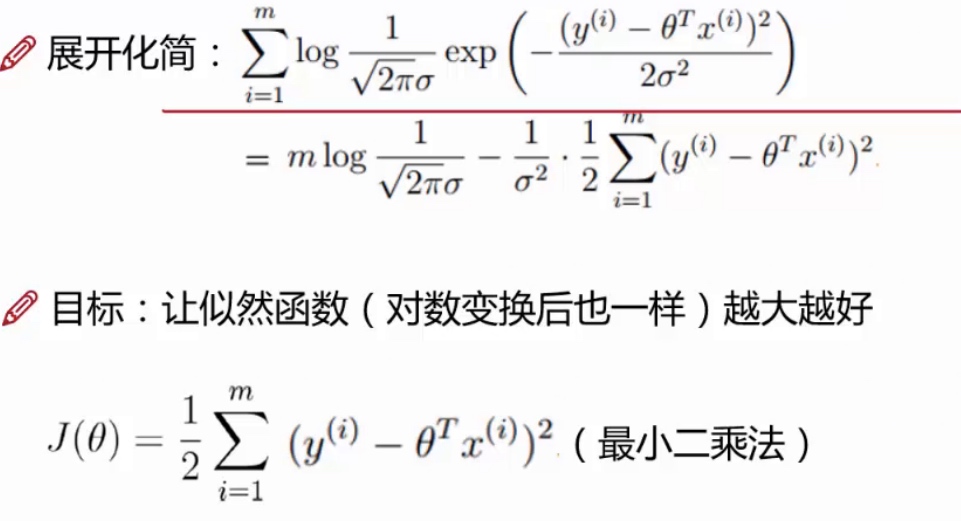 展开化简：$\sum_{i=1}^{m} \log \frac{1}{\sqrt{2\pi}\sigma} \exp\left(-\frac{(y^{(i)} - \theta^T x^{(i)})^2}{2\sigma^2}\right)$
$= m \log \frac{1}{\sqrt{2\pi}\sigma} - \frac{1}{\sigma^2} \cdot \frac{1}{2} \sum_{i=1}^{m} (y^{(i)} - \theta^T x^{(i)})^2.$
目标：让似然函数（对数变换后也一样）越大越好
$J(\theta) = \frac{1}{2} \sum_{i=1}^{m} (y^{(i)} - \theta^T x^{(i)})^2$（最小二乘法）